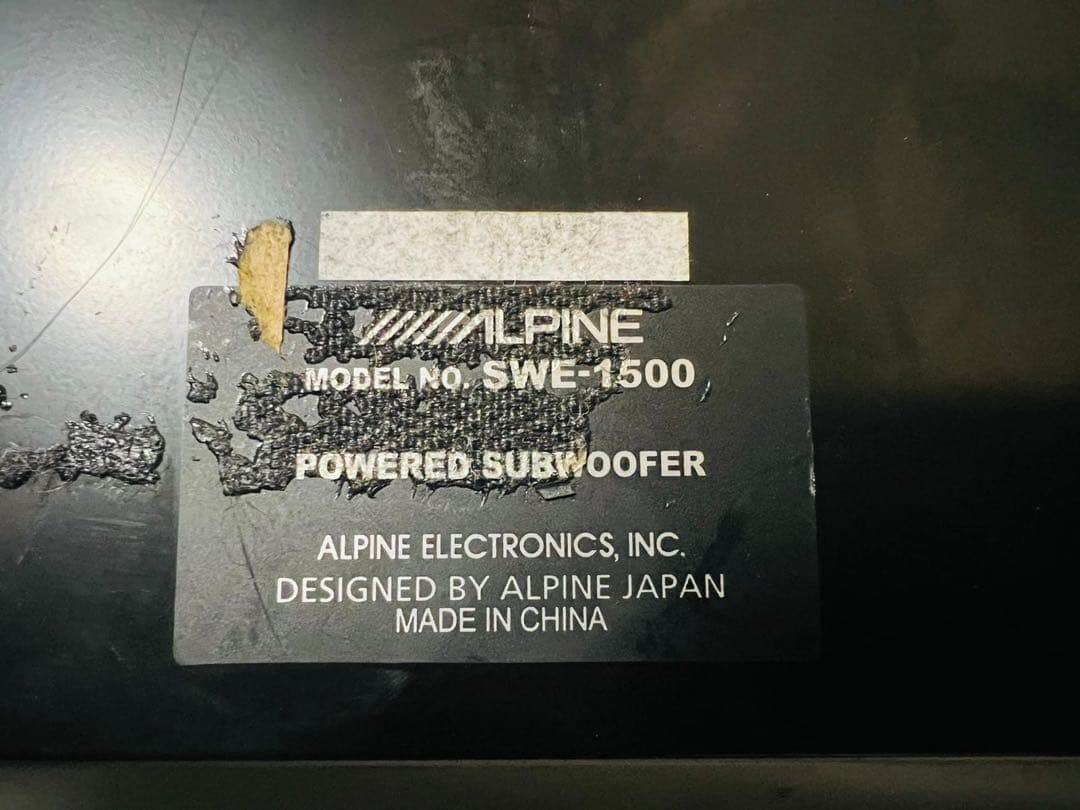 ALPINE
MODEL NO. SWE-1500
POWERED SUBWOOFER
ALPINE ELECTRONICS, INC.
DESIGNED BY ALPINE JAPAN
MADE IN CHINA